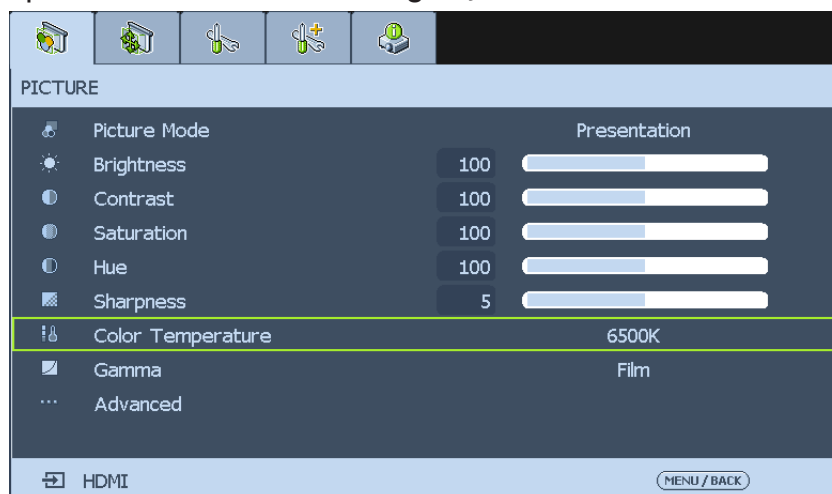 PICTURE
Picture Mode Presentation
Brightness 100
Contrast 100
Saturation 100
Hue 100
Sharpness 5
Color Temperature 6500K
Gamma Film
Advanced
HDMI MENU / BACK